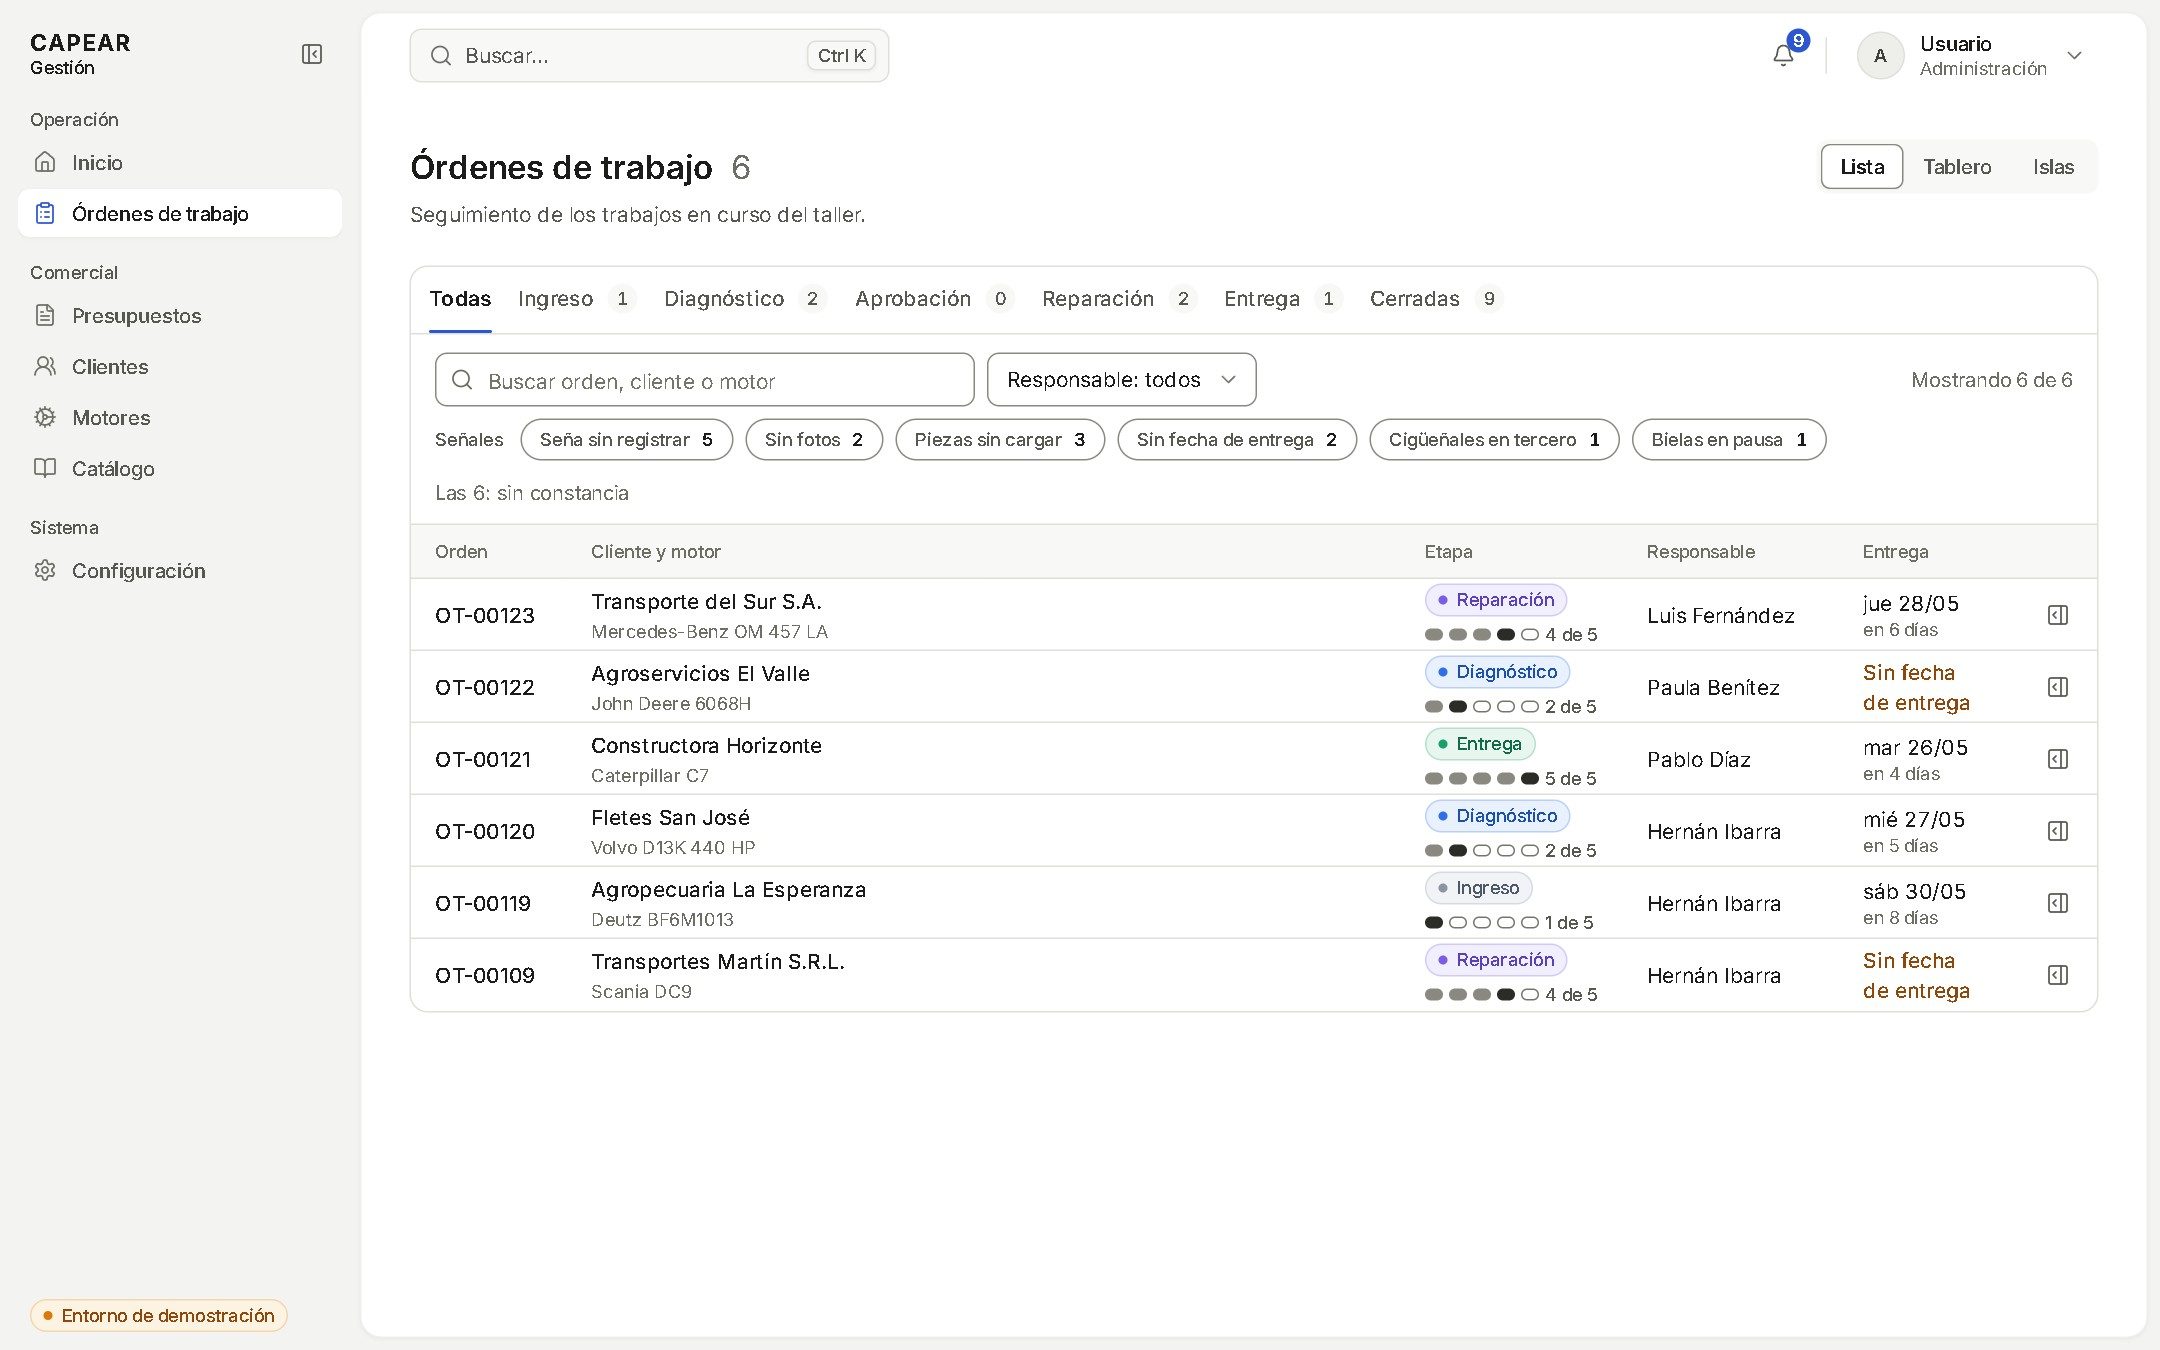 CAPEAR
Gestión
Operación
Inicio
Órdenes de trabajo
Comercial
Presupuestos
Clientes
Motores
Catálogo
Sistema
Configuración
Entorno de demostración
Buscar... Ctrl K
9
A
Usuario
Administración
Órdenes de trabajo 6
Seguimiento de los trabajos en curso del taller.
Lista Tablero Islas
Todas Ingreso 1 Diagnóstico 2 Aprobación 0 Reparación 2 Entrega 1 Cerradas 9
Buscar orden, cliente o motor Responsable: todos Mostrando 6 de 6
Señales Seña sin registrar 5 Sin fotos 2 Piezas sin cargar 3 Sin fecha de entrega 2 Cigüeñales en tercero 1 Bielas en pausa 1
Las 6: sin constancia
Orden Cliente y motor Etapa Responsable Entrega
OT-00123 Transporte del Sur S.A. Reparación Luis Fernández jue 28/05
Mercedes-Benz OM 457 LA 4 de 5 en 6 días
OT-00122 Agroservicios El Valle Diagnóstico Paula Benítez Sin fecha
John Deere 6068H 2 de 5 de entrega
OT-00121 Constructora Horizonte Entrega Pablo Díaz mar 26/05
Caterpillar C7 5 de 5 en 4 días
OT-00120 Fletes San José Diagnóstico Hernán Ibarra mié 27/05
Volvo D13K 440 HP 2 de 5 en 5 días
OT-00119 Agropecuaria La Esperanza Ingreso Hernán Ibarra sáb 30/05
Deutz BF6M1013 1 de 5 en 8 días
OT-00109 Transportes Martín S.R.L. Reparación Hernán Ibarra Sin fecha
Scania DC9 4 de 5 de entrega